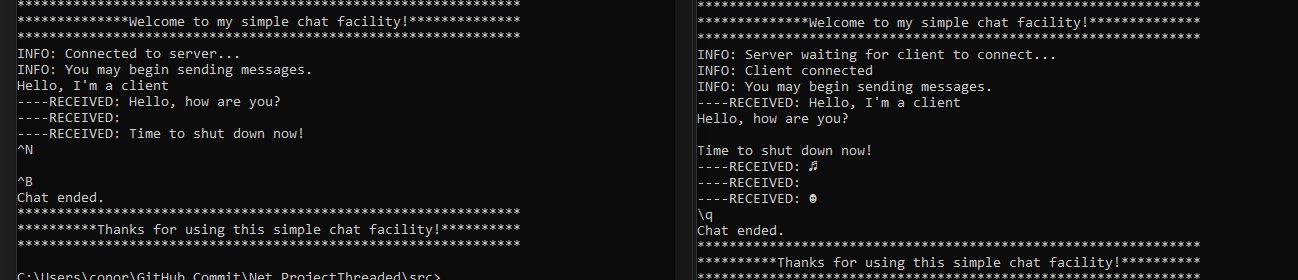 ***************************************************************
**************Welcome to my simple chat facility!**************
***************************************************************
INFO: Connected to server...
INFO: You may begin sending messages.
Hello, I'm a client
----RECEIVED: Hello, how are you?
----RECEIVED:
----RECEIVED: Time to shut down now!
^N
^B
Chat ended.
***************************************************************
**********Thanks for using this simple chat facility!**********
***************************************************************
C:\Users\conor\GitHub Commit\Net ProjectThreaded\src>
***************************************************************
**************Welcome to my simple chat facility!**************
***************************************************************
INFO: Server waiting for client to connect...
INFO: Client connected
INFO: You may begin sending messages.
----RECEIVED: Hello, I'm a client
Hello, how are you?
Time to shut down now!
----RECEIVED: ♬
----RECEIVED:
----RECEIVED: ☻
\q
Chat ended.
***************************************************************
**********Thanks for using this simple chat facility!**********
***************************************************************